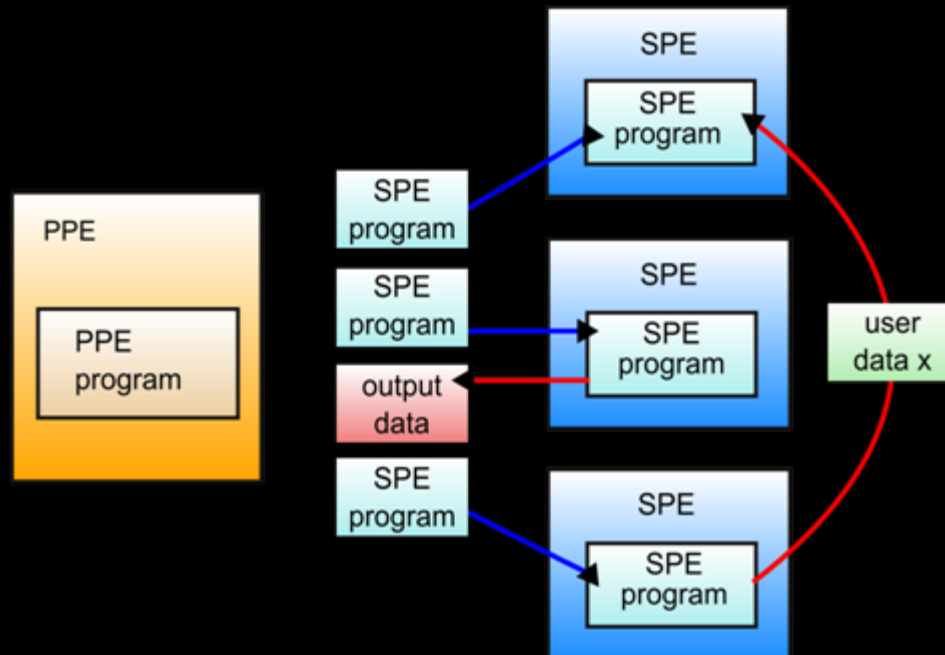 PPE
PPE
program
SPE
program
SPE
program
output
data
SPE
program
SPE
SPE
program
SPE
SPE
program
SPE
SPE
program
user
data x